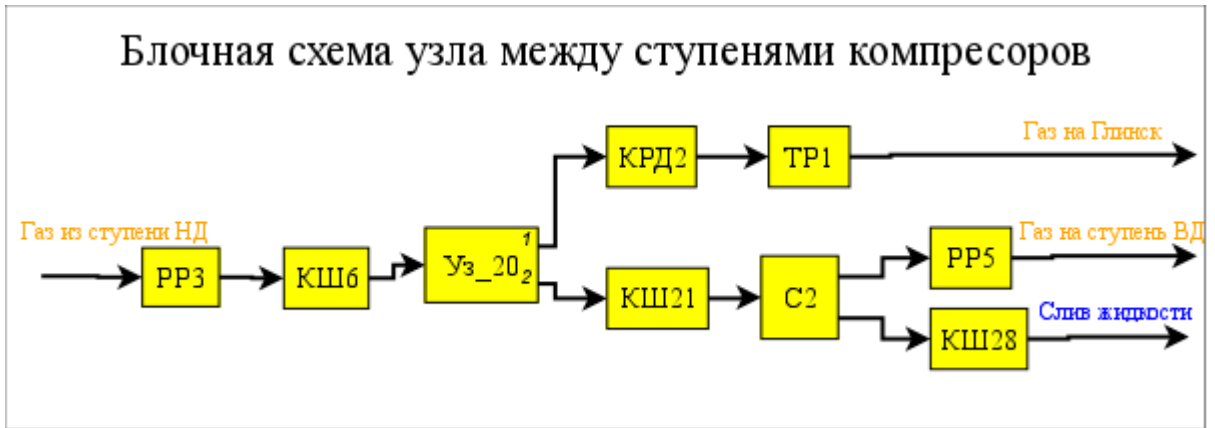 Блочная схема узла между ступенями компресоров
Газ на Глинск
КРД2
ТР1
Газ из ступени НД
Газ на ступень ВД
РР3
КШ6
Уз_20
1
2
КШ21
С2
РР5
Слив жидкости
КШ28